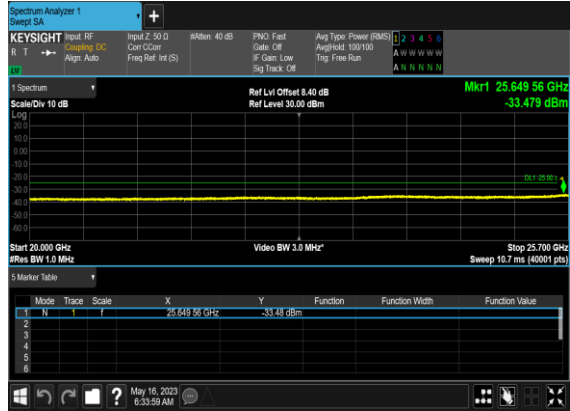 Spectrum Analyzer 1
Swept SA
KEYSIGHT
R T
LV
Input: RF
Coupling: DC
Align: Auto
Input Z: 50 Ω
Corr CCorr
Freq Ref: Int (S)
#Atten: 40 dB
PNO: Fast
Gate: Off
IF Gain: Low
Sig Track: Off
Avg Type: Power (RMS)
Avg|Hold: 100/100
Trig: Free Run
1 2 3 4 5 6
A W W W W W
A N N N N N
1 Spectrum
Scale/Div 10 dB
Ref Lvl Offset 8.40 dB
Ref Level 30.00 dBm
Mkr1 25.649 56 GHz
-33.479 dBm
Log
20.0
10.0
0.00
-10.0
-20.0
-30.0
-40.0
-50.0
-60.0
1
Start 20.000 GHz
#Res BW 1.0 MHz
Video BW 3.0 MHz*
Stop 25.700 GHz
Sweep 10.7 ms (40001 pts)
5 Marker Table
Mode Trace Scale X Y Function Function Width Function Value
1 N 1 f 25.649 56 GHz -33.48 dBm
2
3
4
5
6
?
May 16, 2023
6:33:59 AM